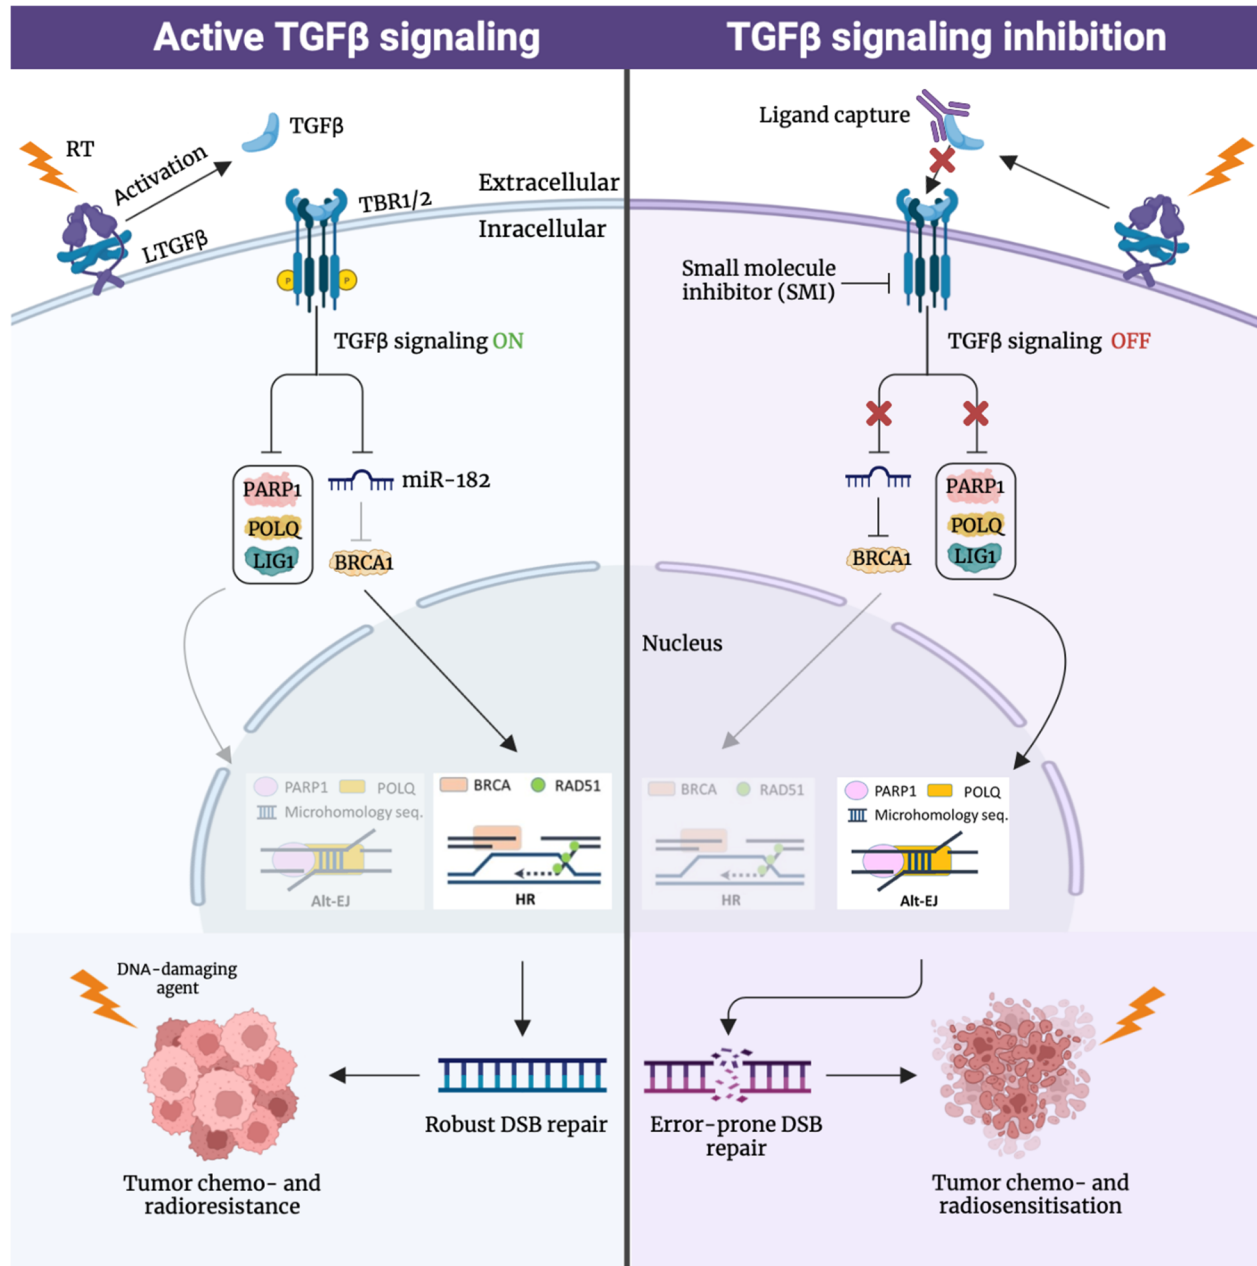 Active TGFβ signaling
TGFβ signaling inhibition
RT
Activation
TGFβ
LTGFβ
TBR1/2
Extracellular
Inracellular
P
P
TGFβ signaling ON
PARP1
POLQ
LIG1
miR-182
BRCA1
PARP1
POLQ
Microhomology seq.
Alt-EJ
BRCA
RAD51
HR
DNA-damaging
agent
Robust DSB repair
Tumor chemo- and
radioresistance
Ligand capture
Small molecule
inhibitor (SMI)
TGFβ signaling OFF
BRCA1
PARP1
POLQ
LIG1
Nucleus
BRCA
RAD51
HR
PARP1
POLQ
Microhomology seq.
Alt-EJ
Error-prone DSB
repair
Tumor chemo- and
radiosensitisation